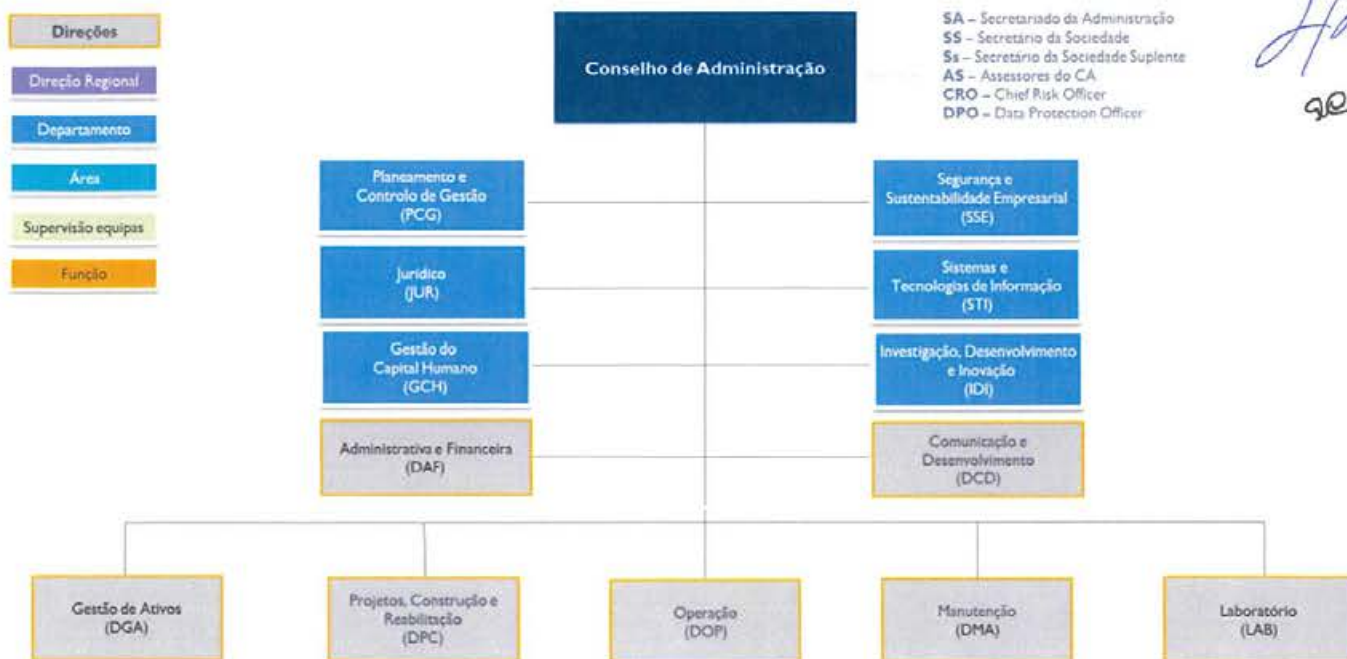 Direções
Direção Regional
Departamento
Área
Supervisão equipas
Função
Conselho de Administração
SA – Secretariado da Administração
SS – Secretário da Sociedade
Ss – Secretário da Sociedade Suplente
AS – Assessores do CA
CRO – Chief Risk Officer
DPO – Data Protection Officer
Planeamento e
Controlo de Gestão
(PCG)
Segurança e
Sustentabilidade Empresarial
(SSE)
Jurídico
(JUR)
Sistemas e
Tecnologias de Informação
(STI)
Gestão do
Capital Humano
(GCH)
Investigação, Desenvolvimento
e Inovação
(IDI)
Administrativa e Financeira
(DAF)
Comunicação e
Desenvolvimento
(DCD)
Gestão de Ativos
(DGA)
Projetos, Construção e
Reabilitação
(DPC)
Operação
(DOP)
Manutenção
(DMA)
Laboratório
(LAB)